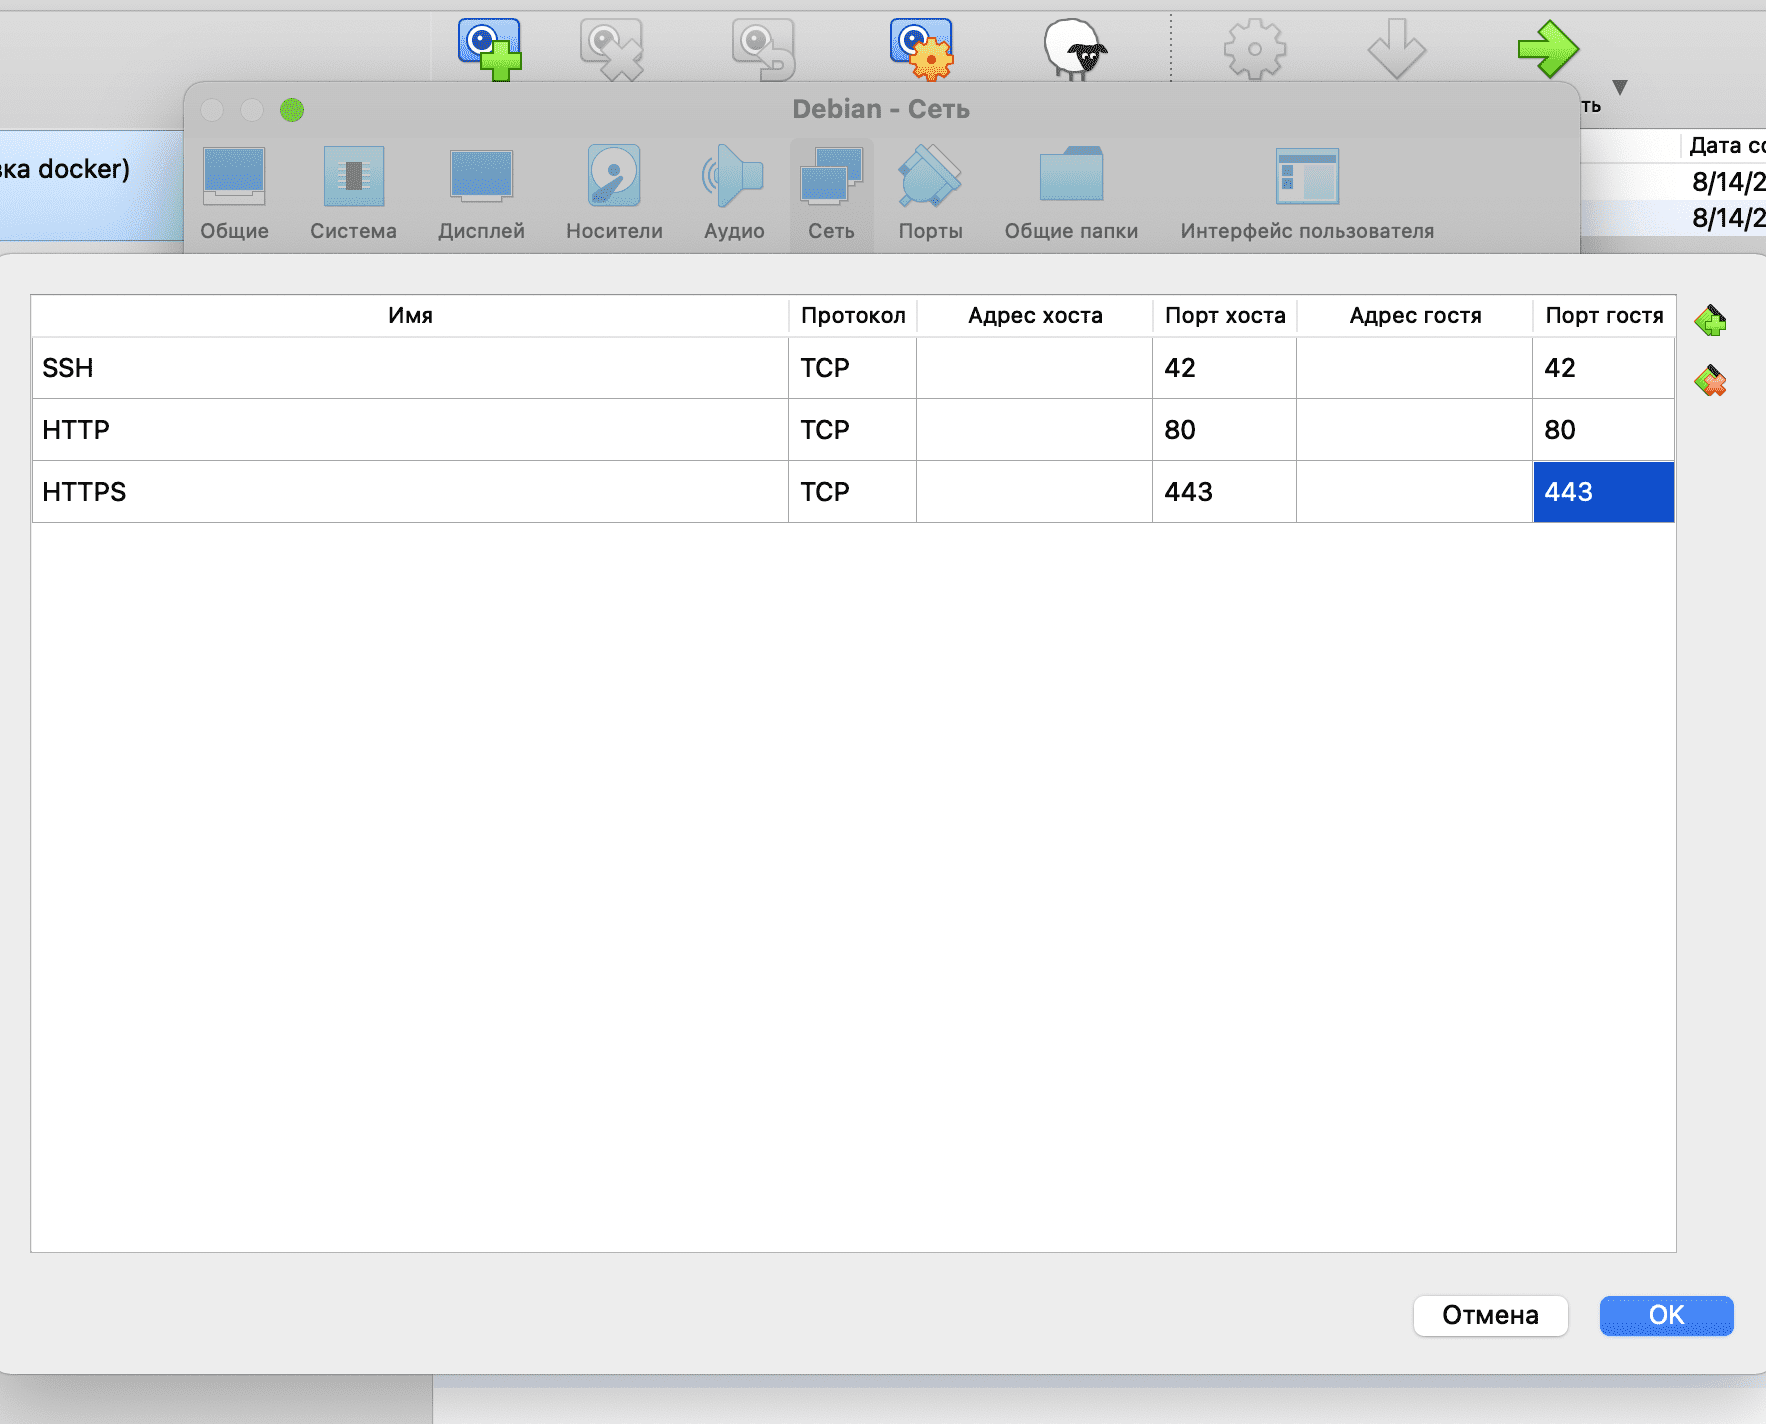 ть
Debian - Сеть
Дата со
вка docker)
8/14/2
8/14/2
Общие Система Дисплей Носители Аудио Сеть Порты Общие папки Интерфейс пользователя
Имя Протокол Адрес хоста Порт хоста Адрес гостя Порт гостя
SSH TCP 42 42
HTTP TCP 80 80
HTTPS TCP 443 443
Отмена OK